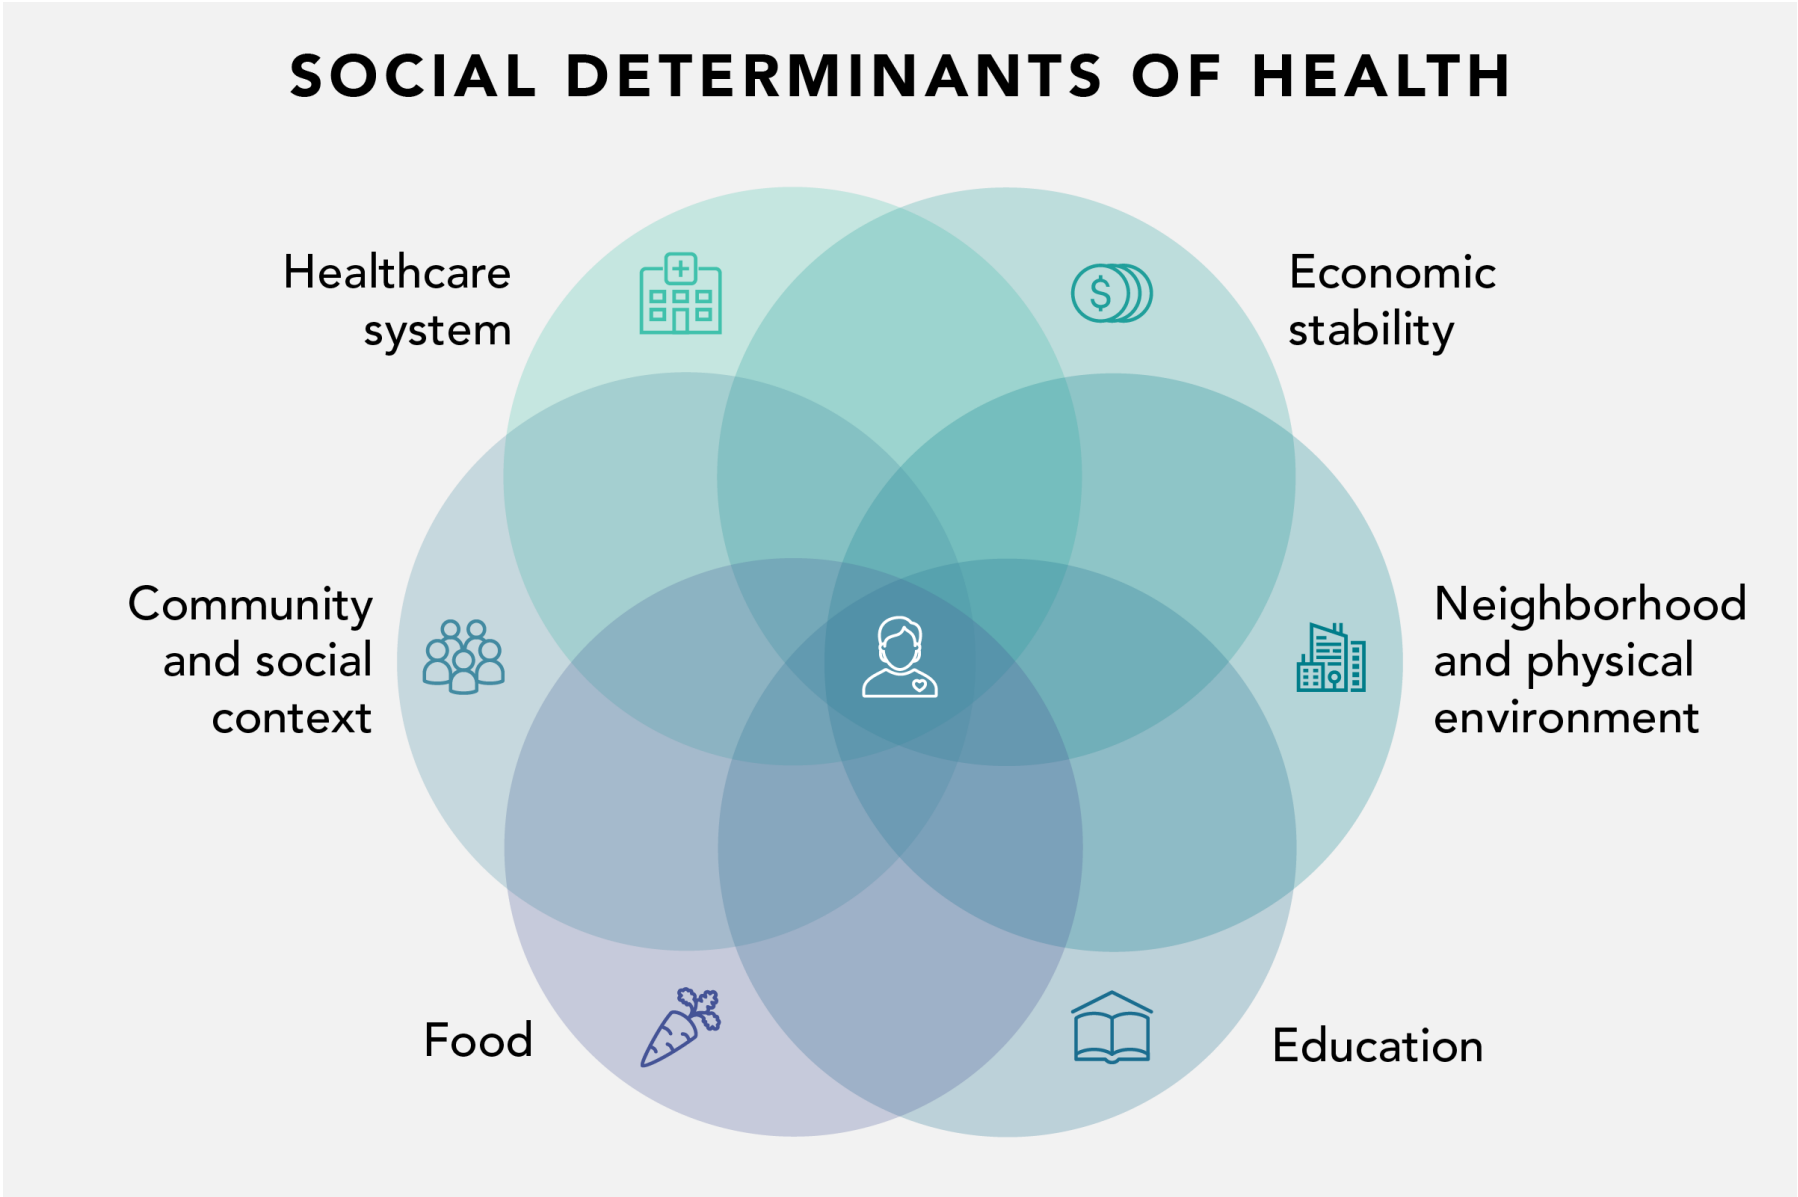 SOCIAL DETERMINANTS OF HEALTH
Healthcare
system
Economic
stability
Community
and social
context
Neighborhood
and physical
environment
Food
Education
$